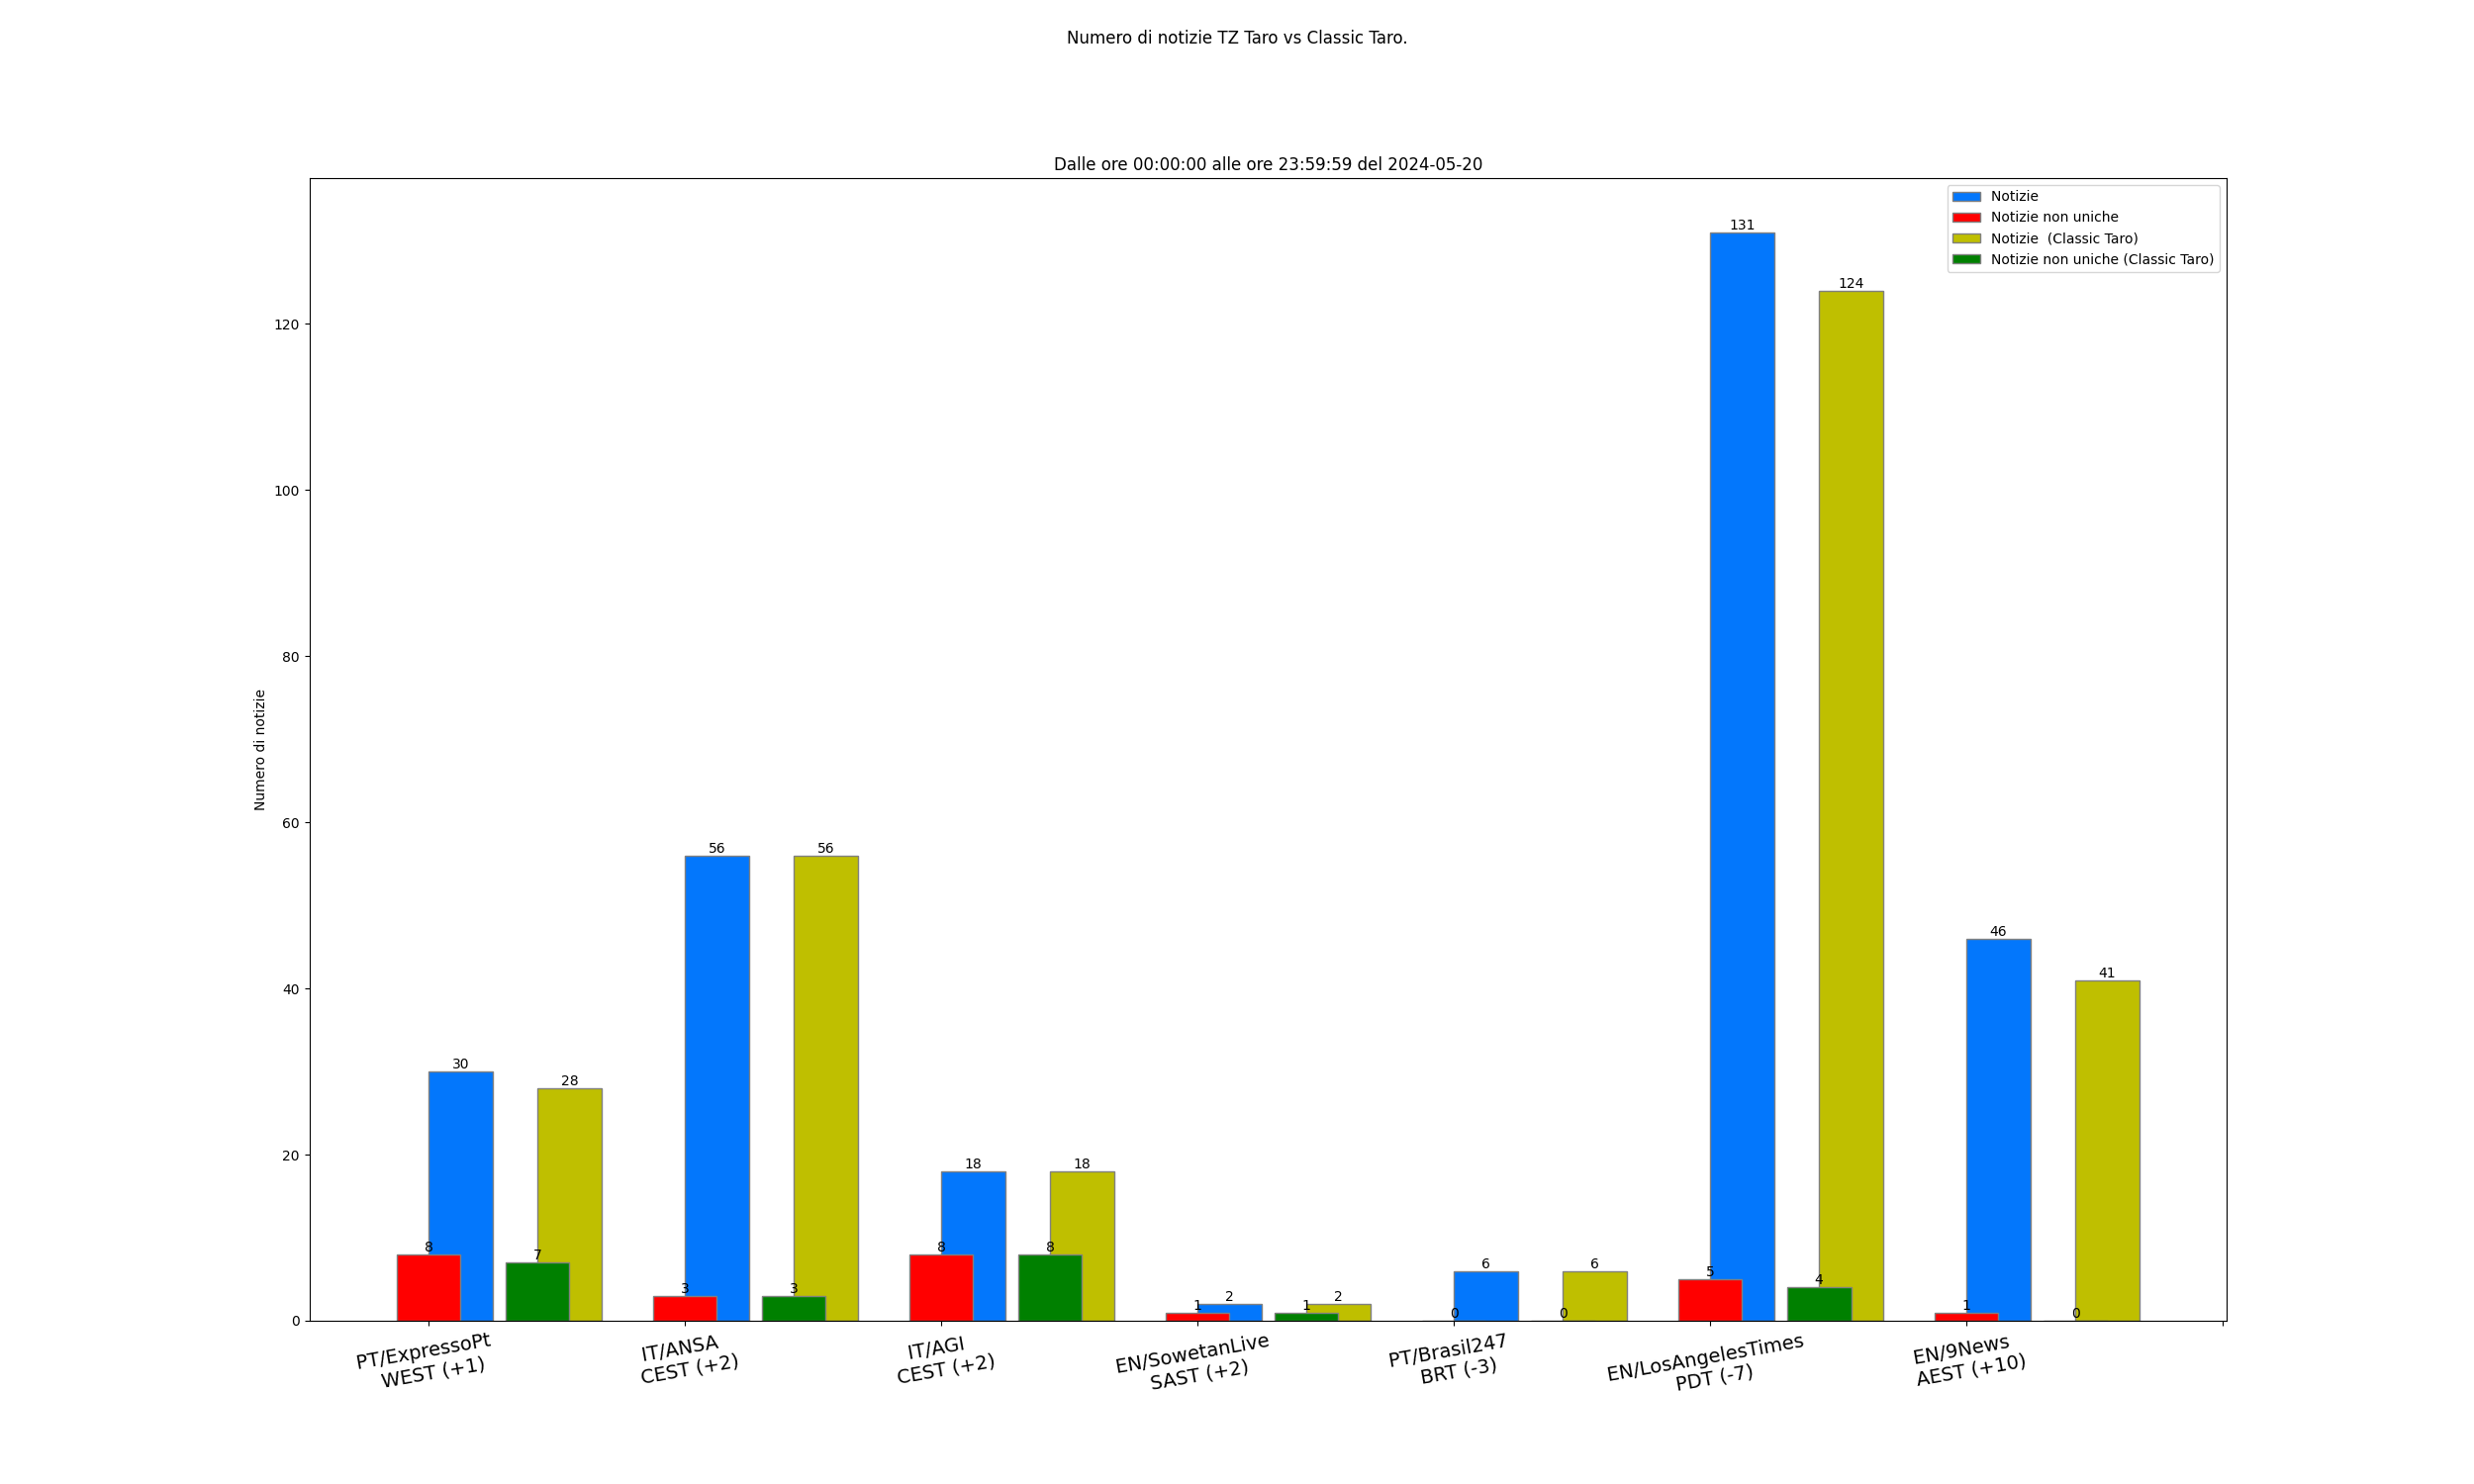 Numero di notizie TZ Taro vs Classic Taro.
Dalle ore 00:00:00 alle ore 23:59:59 del 2024-05-20
Notizie
Notizie non uniche
Notizie (Classic Taro)
Notizie non uniche (Classic Taro)
Numero di notizie
120
100
80
60
40
20
0
30
8
28
7
56
3
56
3
18
8
18
8
2
1
2
1
6
0
6
0
131
5
124
4
46
1
41
0
PT/ExpressoPt
WEST (+1)
IT/ANSA
CEST (+2)
IT/AGI
CEST (+2)
EN/SowetanLive
SAST (+2)
PT/Brasil247
BRT (-3)
EN/LosAngelesTimes
PDT (-7)
EN/9News
AEST (+10)